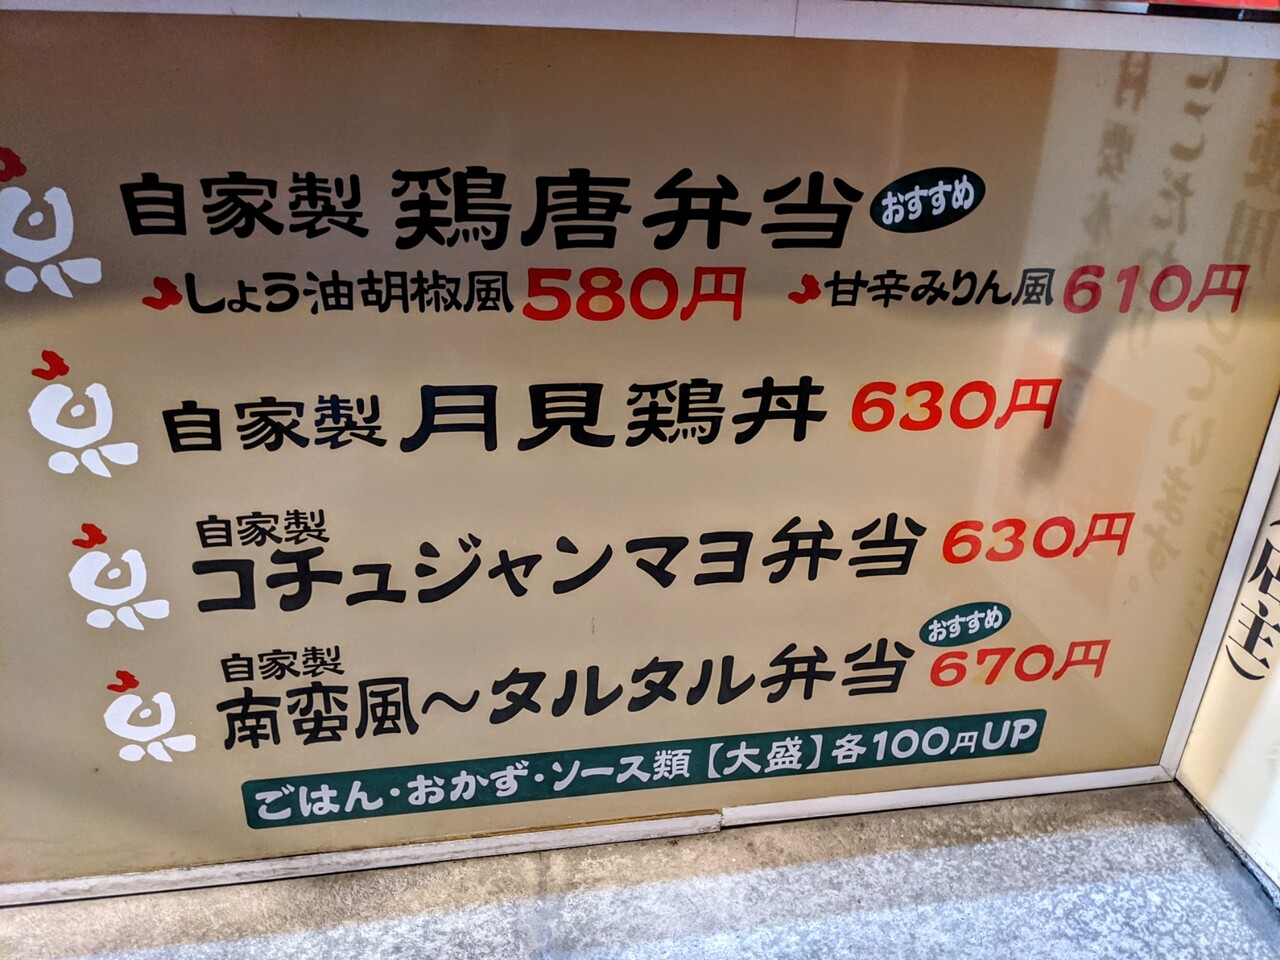 自家製 鶏唐弁当 おすすめ
しょう油胡椒風 580円 甘辛みりん風 610円
自家製 月見鶏丼 630円
自家製
コチュジャンマヨ弁当 630円
自家製 おすすめ
南蛮風〜タルタル弁当 670円
ごはん・おかず・ソース類【大盛】各100円UP
店主)